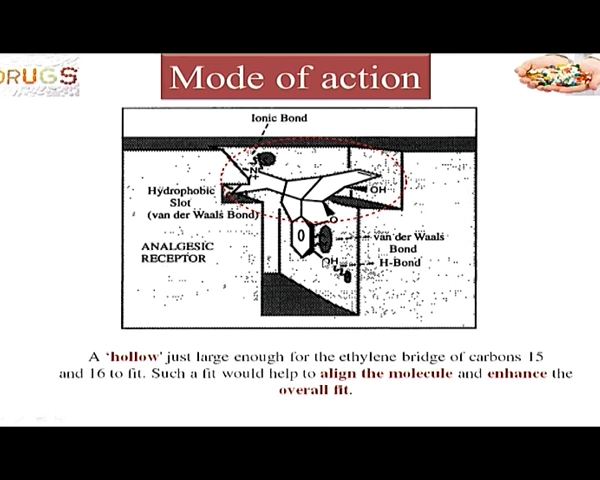 DRUGS
Mode of action
Ionic Bond
N
Hydrophobic
Slot
(van der Waals Bond)
OH
O
ANALGESIC
RECEPTOR
van der Waals
Bond
OH
H-Bond
A ‘hollow’ just large enough for the ethylene bridge of carbons 15
and 16 to fit. Such a fit would help to align the molecule and enhance the
overall fit.